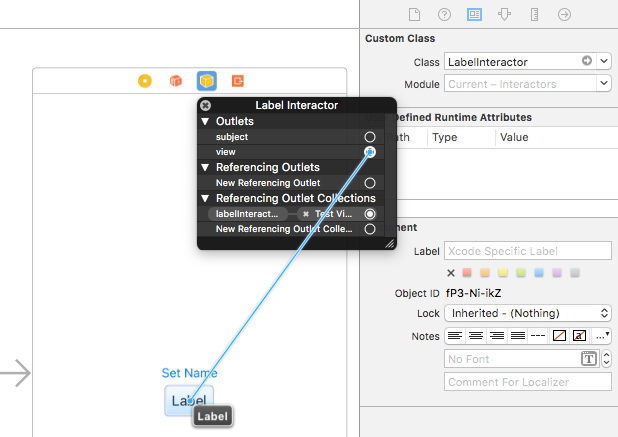 Custom Class
Class LabelInteractor
Module Current – Interactors
Defined Runtime Attributes
Type Value
Label Interactor
Outlets
subject
view
Referencing Outlets
New Referencing Outlet
Referencing Outlet Collections
labelInteract... Test Vi...
New Referencing Outlet Colle...
Label Xcode Specific Label
Object ID fP3-Ni-ikZ
Lock Inherited - (Nothing)
Notes
No Font T
Comment For Localizer
Set Name
Label
Label